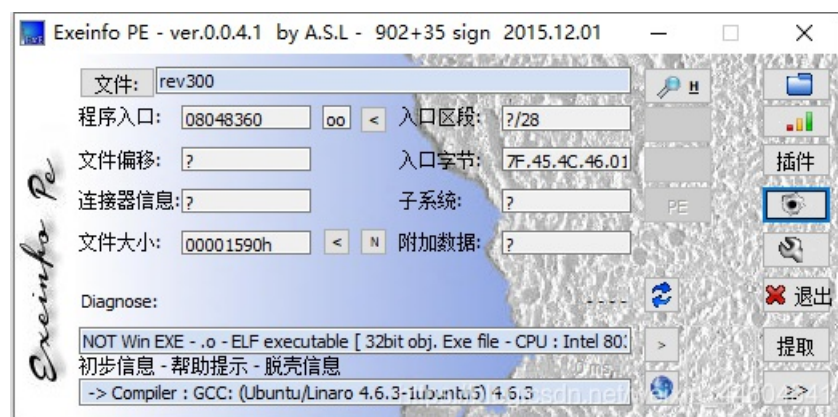 Exeinfo PE - ver.0.0.4.1 by A.S.L - 902+35 sign 2015.12.01
文件: rev300 H
程序入口: 08048360 oo < 入口区段: ?/28
文件偏移: ? 入口字节: 7F.45.4C.46.01 插件
连接器信息: ? 子系统: ? PE
文件大小: 00001590h < N 附加数据: ?
Exeinfo Pe
Diagnose: 退出
NOT Win EXE - .o - ELF executable [ 32bit obj. Exe file - CPU : Intel 80 > 提取
初步信息 - 帮助提示 - 脱壳信息
-> Compiler : GCC: (Ubuntu/Linaro 4.6.3-1ubuntu5) 4.6.3 >>